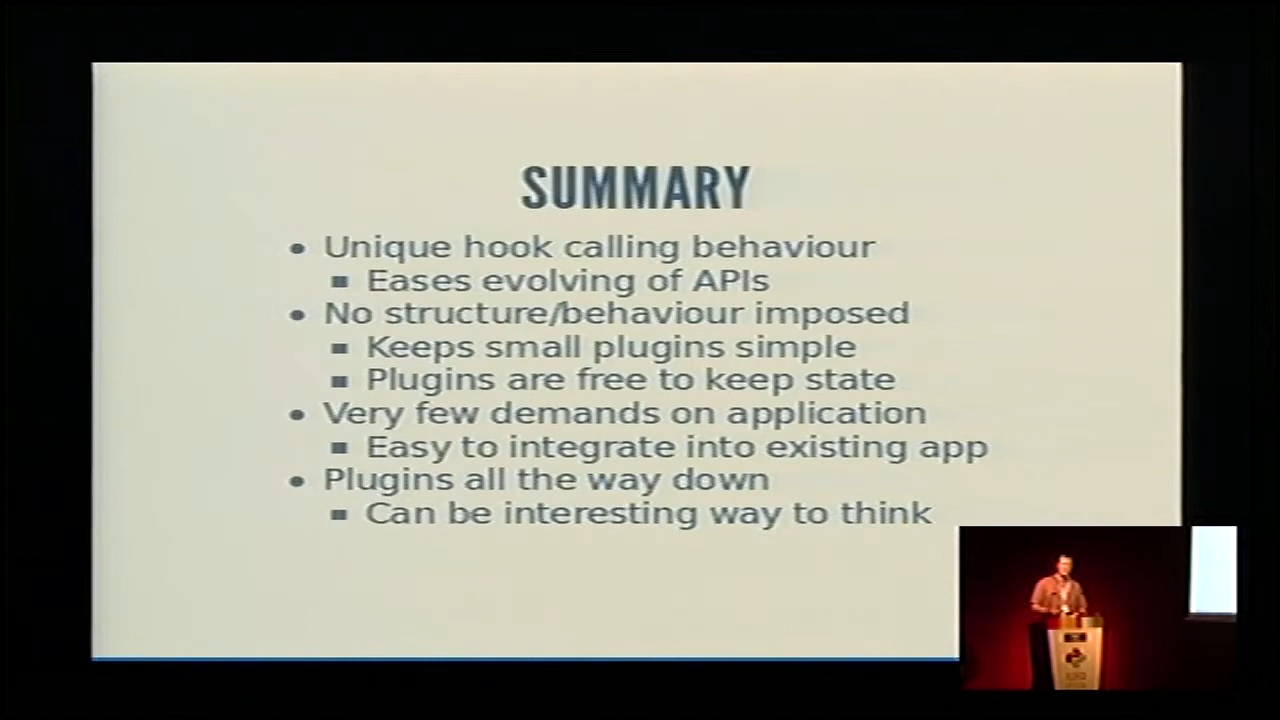 SUMMARY
• Unique hook calling behaviour
▪ Eases evolving of APIs
• No structure/behaviour imposed
▪ Keeps small plugins simple
▪ Plugins are free to keep state
• Very few demands on application
▪ Easy to integrate into existing app
• Plugins all the way down
▪ Can be interesting way to think